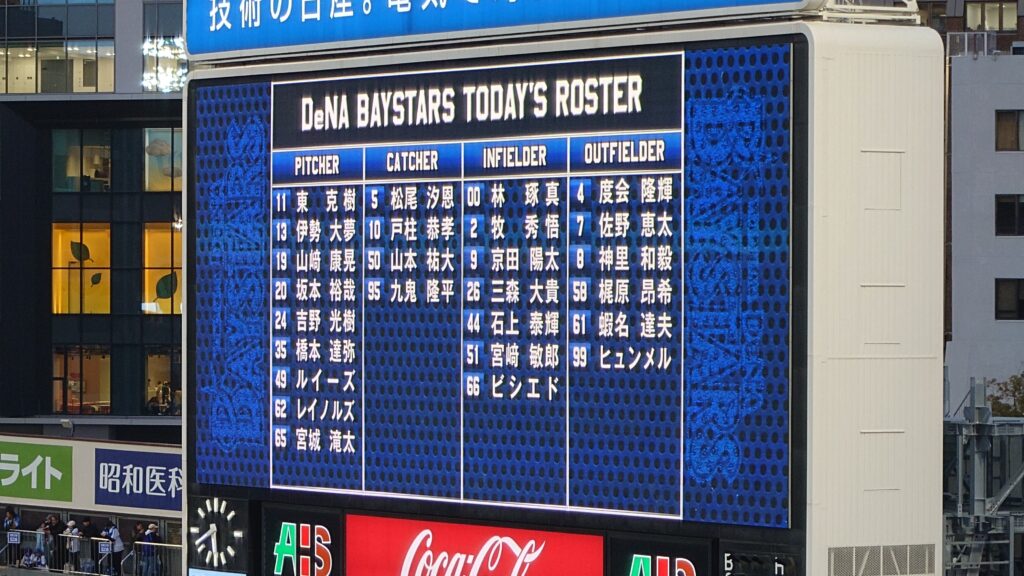 技術の日産。電気で
DeNA BAYSTARS TODAY'S ROSTER
PITCHER
11 東 克樹
13 伊勢 大夢
19 山﨑 康晃
20 坂本 裕哉
24 吉野 光樹
35 橋本 達弥
49 ルイーズ
62 レイノルズ
65 宮城 滝太
CATCHER
5 松尾 汐恩
10 戸柱 恭孝
50 山本 祐大
95 九鬼 隆平
INFIELDER
00 林 琢真
2 牧 秀悟
9 京田 陽太
26 三森 大貴
44 石上 泰輝
51 宮﨑 敏郎
66 ビシエド
OUTFIELDER
4 度会 隆輝
7 佐野 恵太
8 神里 和毅
58 梶原 昂希
61 蝦名 達夫
99 ヒュンメル
ライト
昭和医科
AIS
Coca-Cola